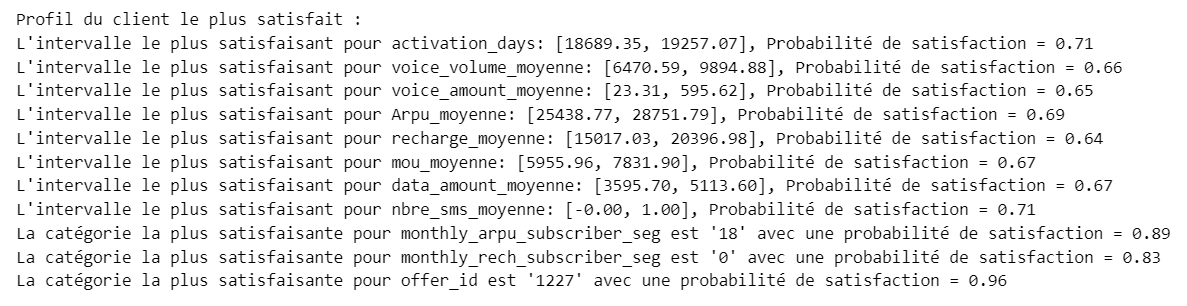 Profil du client le plus satisfait :
L'intervalle le plus satisfaisant pour activation_days: [18689.35, 19257.07], Probabilité de satisfaction = 0.71
L'intervalle le plus satisfaisant pour voice_volume_moyenne: [6470.59, 9894.88], Probabilité de satisfaction = 0.66
L'intervalle le plus satisfaisant pour voice_amount_moyenne: [23.31, 595.62], Probabilité de satisfaction = 0.65
L'intervalle le plus satisfaisant pour Arpu_moyenne: [25438.77, 28751.79], Probabilité de satisfaction = 0.69
L'intervalle le plus satisfaisant pour recharge_moyenne: [15017.03, 20396.98], Probabilité de satisfaction = 0.64
L'intervalle le plus satisfaisant pour mou_moyenne: [5955.96, 7831.90], Probabilité de satisfaction = 0.67
L'intervalle le plus satisfaisant pour data_amount_moyenne: [3595.70, 5113.60], Probabilité de satisfaction = 0.67
L'intervalle le plus satisfaisant pour nbre_sms_moyenne: [-0.00, 1.00], Probabilité de satisfaction = 0.71
La catégorie la plus satisfaisante pour monthly_arpu_subscriber_seg est '18' avec une probabilité de satisfaction = 0.89
La catégorie la plus satisfaisante pour monthly_rech_subscriber_seg est '0' avec une probabilité de satisfaction = 0.83
La catégorie la plus satisfaisante pour offer_id est '1227' avec une probabilité de satisfaction = 0.96